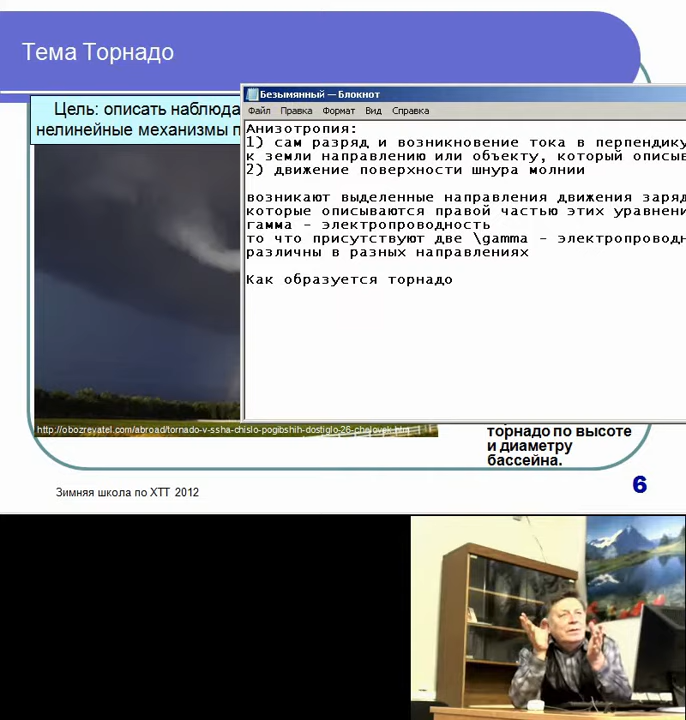 Тема Торнадо
Цель: описать наблюда
нелинейные механизмы п
Безымянный — Блокнот
Файл Правка Формат Вид Справка
Анизотропия:
1) сам разряд и возникновение тока в перпендику
к земли направлению или объекту, который описыв
2) движение поверхности шнура молнии
возникают выделенные направления движения заряд
которые описываются правой частью этих уравнени
гамма - электропроводность
то что присутствуют две \gamma - электропроводн
различны в разных направлениях
Как образуется торнадо
http://obozrevatel.com/abroad/tornado-v-ssha-chislo-pogibshih-dostiglo-26-chelovek.htm
торнадо по высоте
и диаметру
бассейна.
Зимняя школа по ХТТ 2012
6